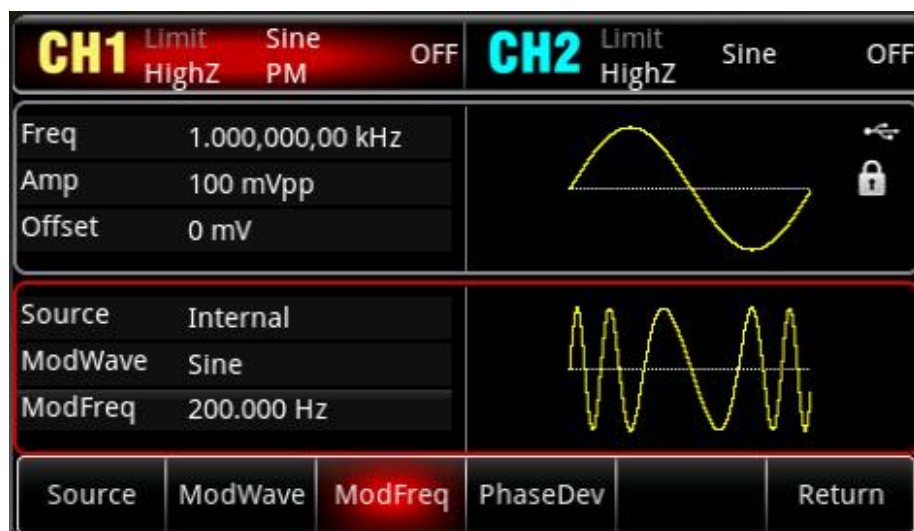 CH1 Limit Sine OFF CH2 Limit Sine OFF
HighZ PM HighZ
Freq 1.000,000,00 kHz
Amp 100 mVpp
Offset 0 mV
Source Internal
ModWave Sine
ModFreq 200.000 Hz
Source ModWave ModFreq PhaseDev Return